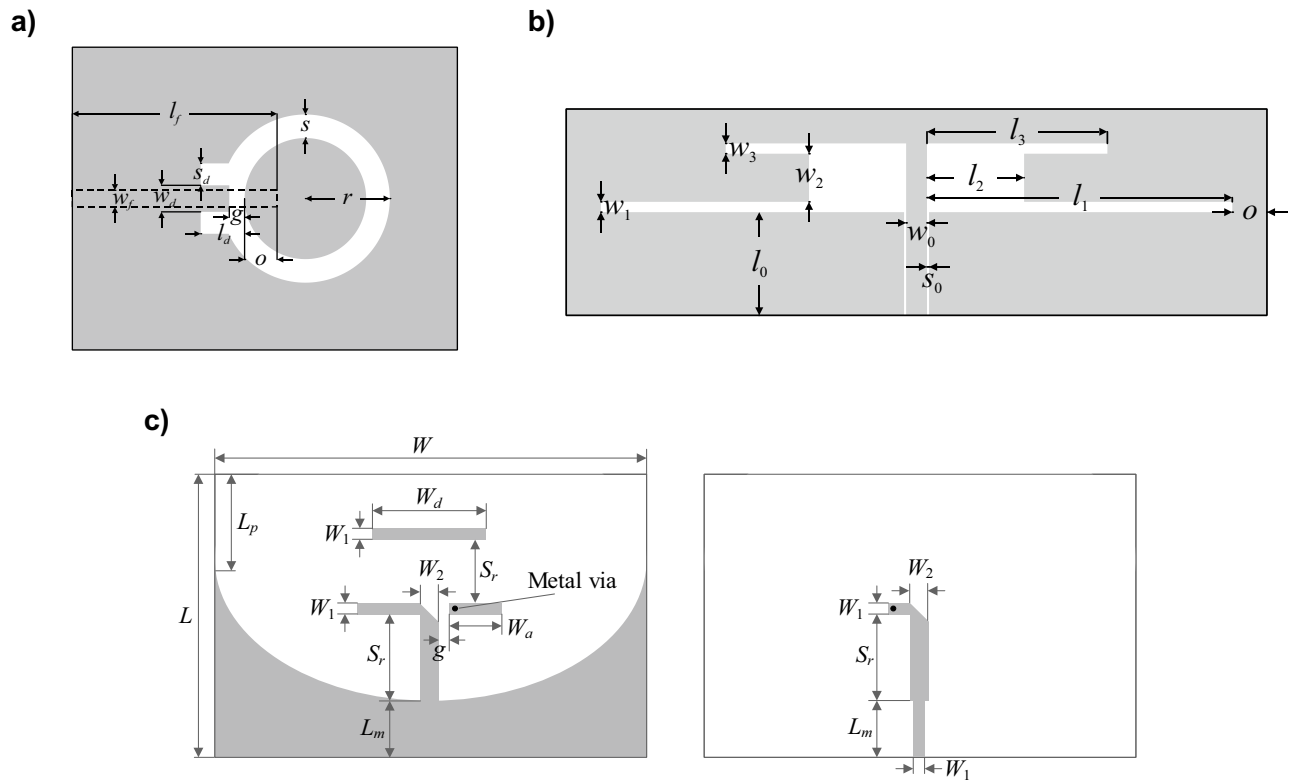 a)
l_f
s
s_d
w_f
w_d
g
r
l_d
o
b)
l_3
w_3
w_2
l_2
l_1
w_1
w_0
o
l_0
s_0
c)
W
W_d
L_p
W_1
W_2
S_r
Metal via
W_1
L
W_a
g
S_r
L_m
W_2
W_1
S_r
L_m
W_1